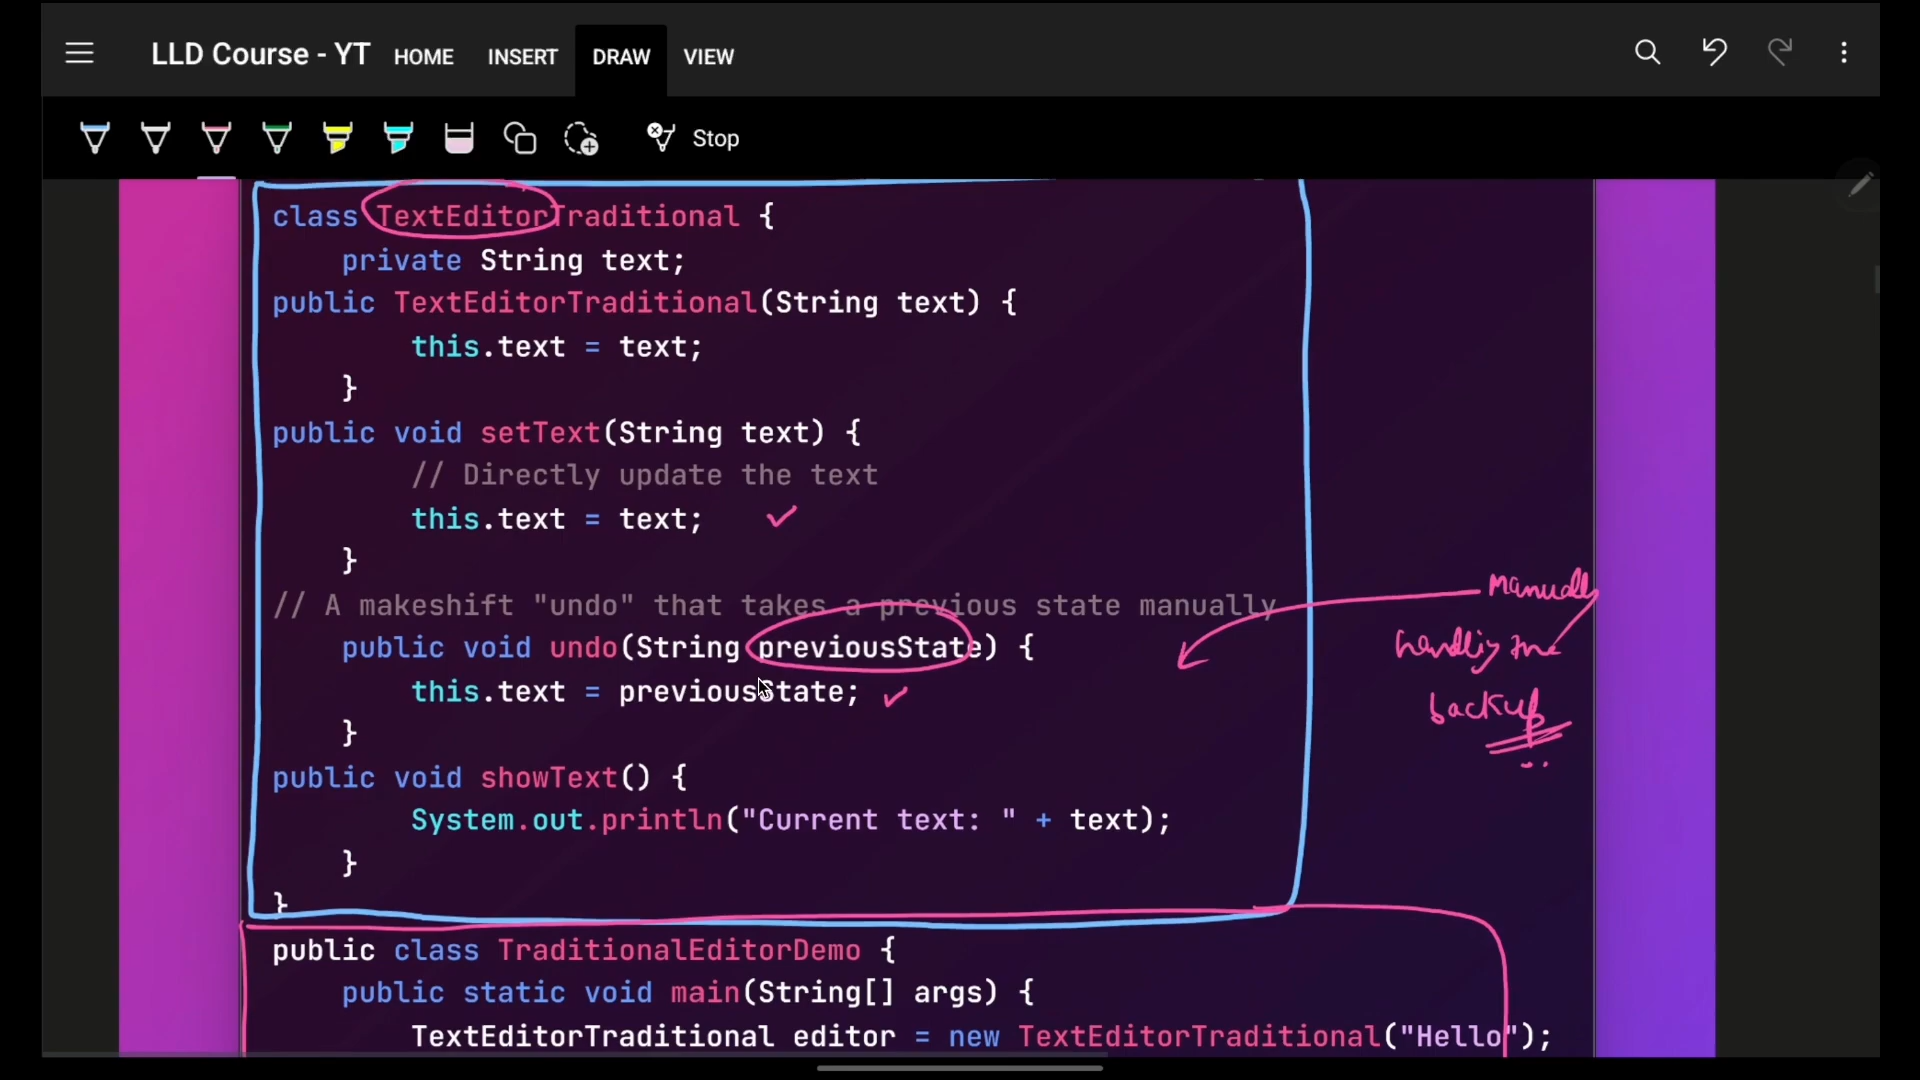 LLD Course - YT HOME INSERT DRAW VIEW
Stop
class TextEditorTraditional {
private String text;
public TextEditorTraditional(String text) {
this.text = text;
}
public void setText(String text) {
// Directly update the text
this.text = text;
}
// A makeshift "undo" that takes a previous state manually
public void undo(String previousState) {
this.text = previousState;
}
public void showText() {
System.out.println("Current text: " + text);
}
}
public class TraditionalEditorDemo {
public static void main(String[] args) {
TextEditorTraditional editor = new TextEditorTraditional("Hello");
backup